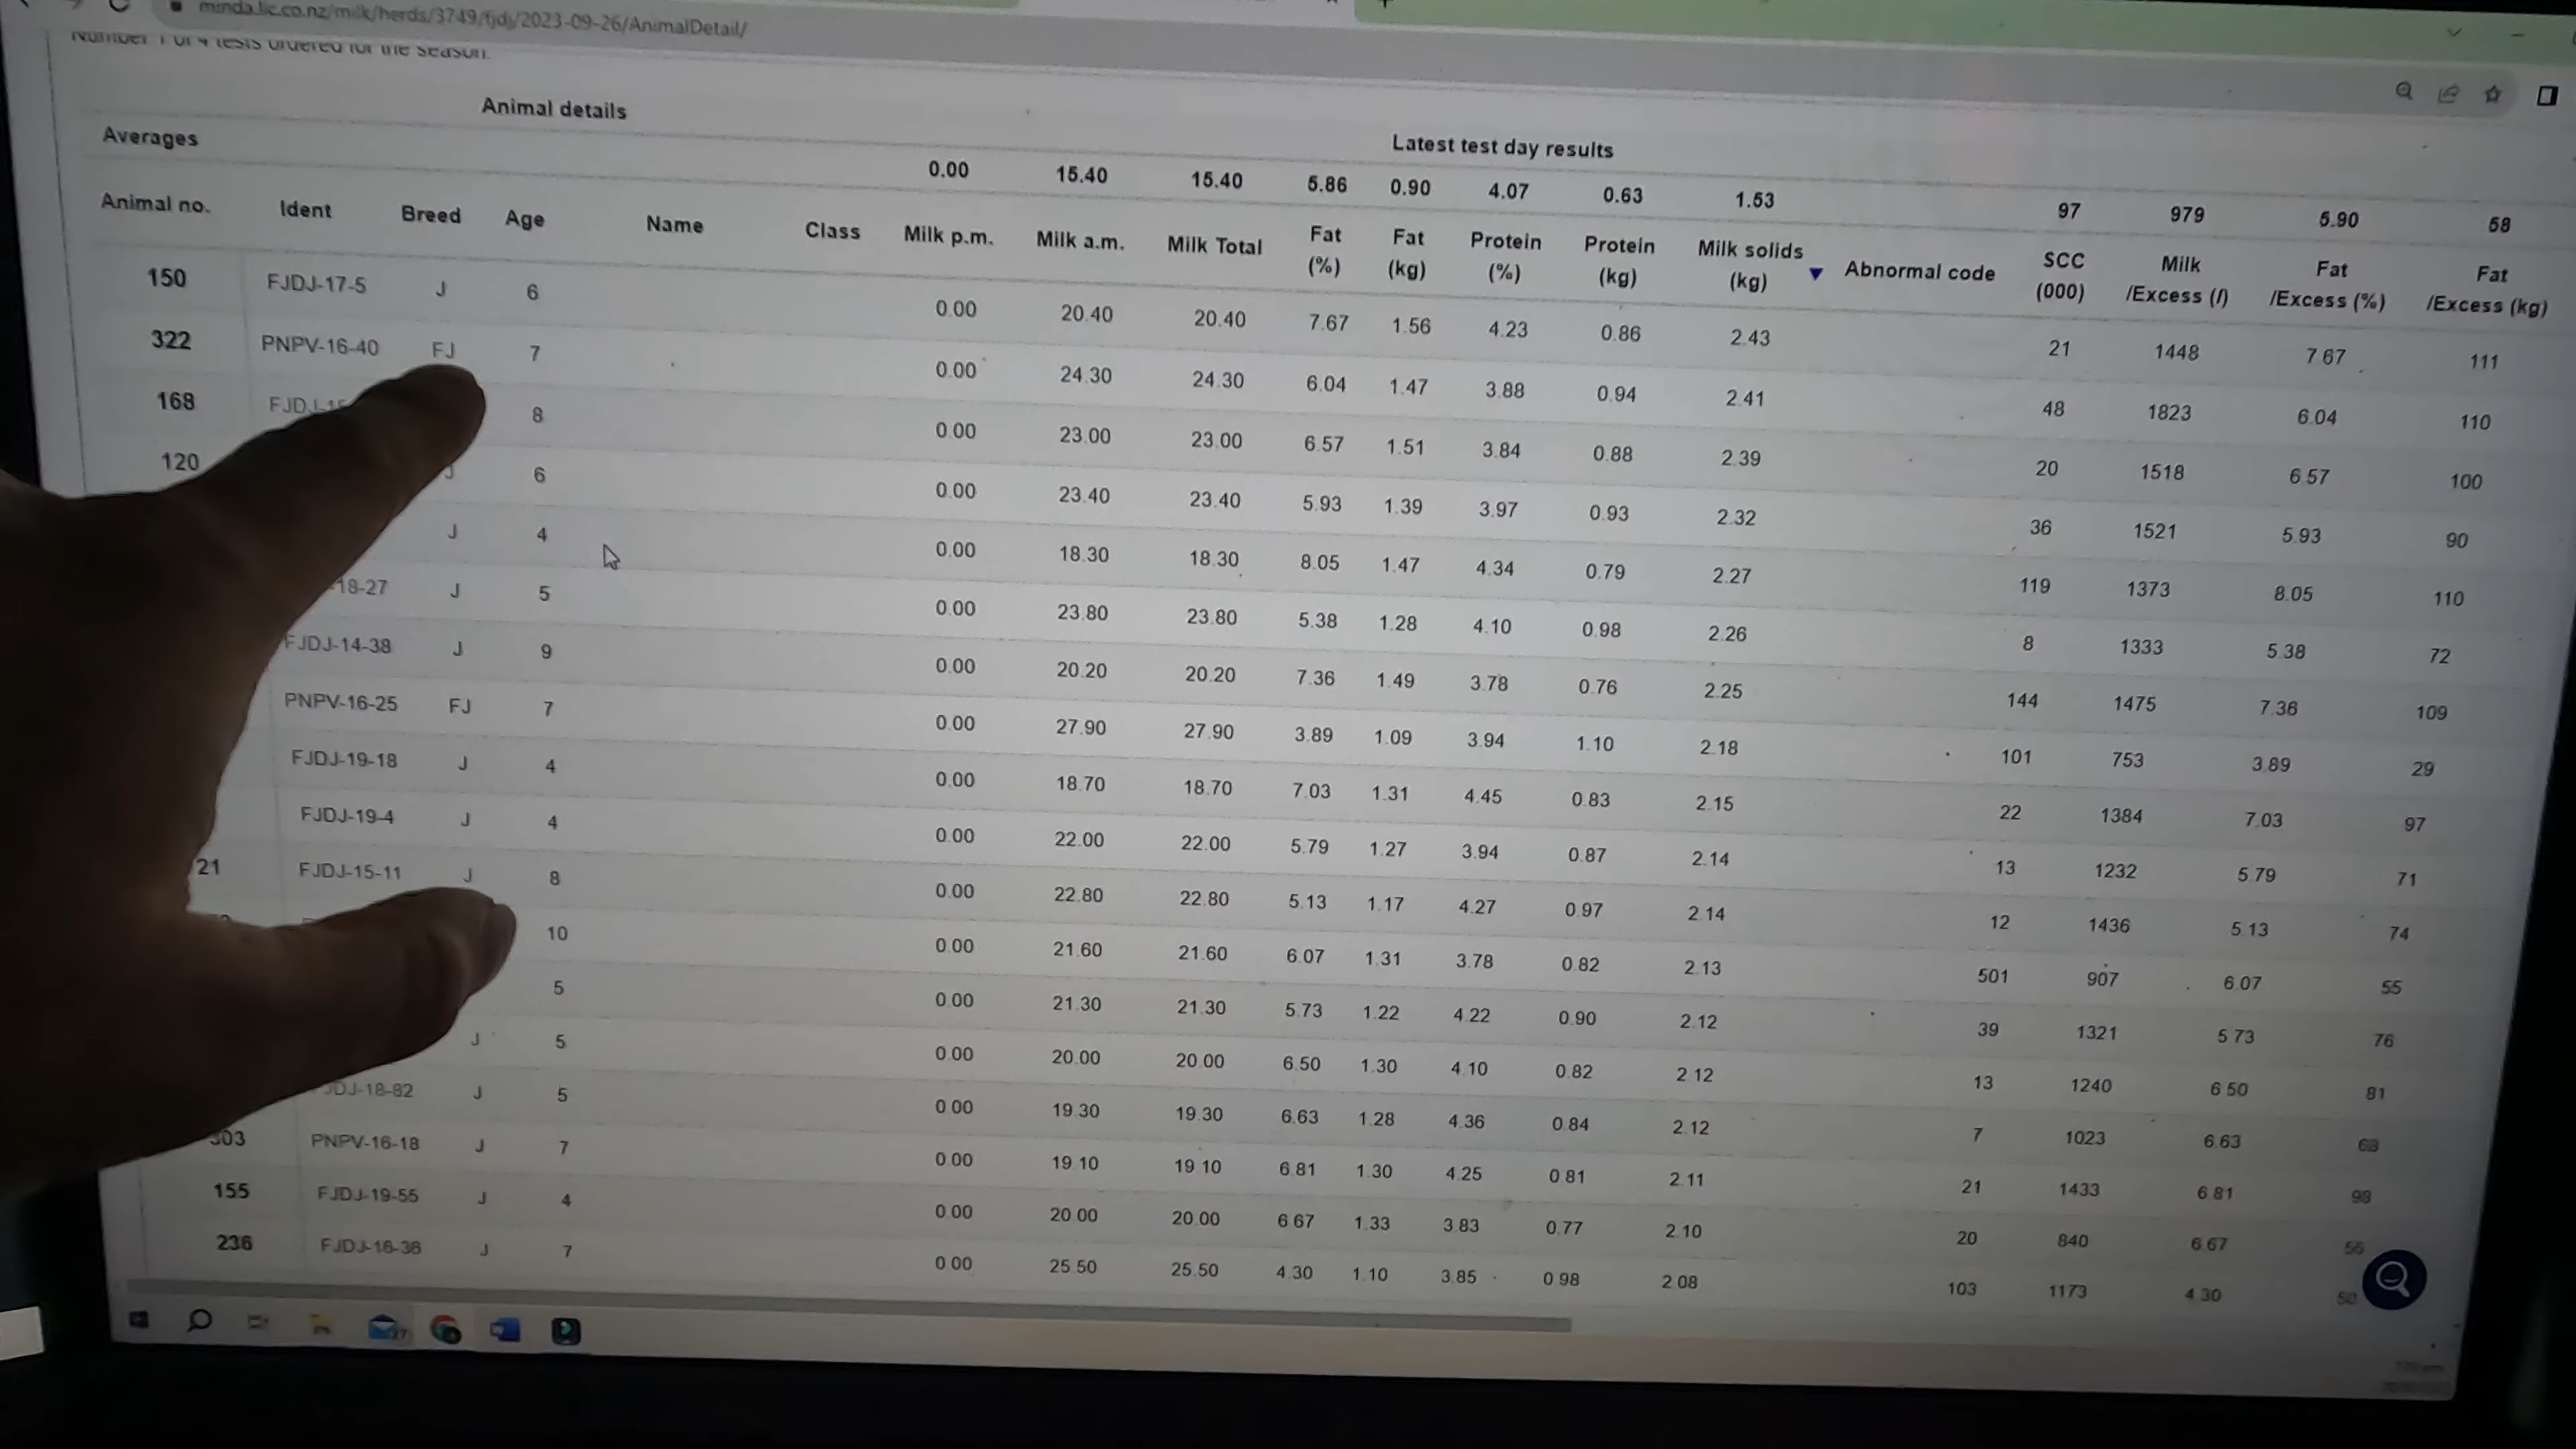 minda.lic.co.nz/milk/herds/3749/fjdj/2023-09-26/AnimalDetail/
Number 1 of 4 tests ordered for the season.
Animal details Latest test day results
Averages 0.00 15.40 15.40 5.86 0.90 4.07 0.63 1.53 97 979 5.90 58
Animal no. Ident Breed Age Name Class Milk p.m. Milk a.m. Milk Total Fat (%) Fat (kg) Protein (%) Protein (kg) Milk solids (kg) Abnormal code SCC (000) Milk /Excess (l) Fat /Excess (%) Fat /Excess (kg)
150 FJDJ-17-5 J 6 0.00 20.40 20.40 7.67 1.56 4.23 0.86 2.43 21 1448 7.67 111
322 PNPV-16-40 FJ 7 0.00 24.30 24.30 6.04 1.47 3.88 0.94 2.41 48 1823 6.04 110
168 8 0.00 23.00 23.00 6.57 1.51 3.84 0.88 2.39 20 1518 6.57 100
120 J 6 0.00 23.40 23.40 5.93 1.39 3.97 0.93 2.32 36 1521 5.93 90
J 4 0.00 18.30 18.30 8.05 1.47 4.34 0.79 2.27 119 1373 8.05 110
-18-27 J 5 0.00 23.80 23.80 5.38 1.28 4.10 0.98 2.26 8 1333 5.38 72
FJDJ-14-38 J 9 0.00 20.20 20.20 7.36 1.49 3.78 0.76 2.25 144 1475 7.36 109
PNPV-16-25 FJ 7 0.00 27.90 27.90 3.89 1.09 3.94 1.10 2.18 101 753 3.89 29
FJDJ-19-18 J 4 0.00 18.70 18.70 7.03 1.31 4.45 0.83 2.15 22 1384 7.03 97
FJDJ-19-4 J 4 0.00 22.00 22.00 5.79 1.27 3.94 0.87 2.14 13 1232 5.79 71
21 FJDJ-15-11 J 8 0.00 22.80 22.80 5.13 1.17 4.27 0.97 2.14 12 1436 5.13 74
10 0.00 21.60 21.60 6.07 1.31 3.78 0.82 2.13 501 907 6.07 55
5 0.00 21.30 21.30 5.73 1.22 4.22 0.90 2.12 39 1321 5.73 76
J 5 0.00 20.00 20.00 6.50 1.30 4.10 0.82 2.12 13 1240 6.50 81
JDJ-18-82 J 5 0.00 19.30 19.30 6.63 1.28 4.36 0.84 2.12 7 1023 6.63 68
303 PNPV-16-18 J 7 0.00 19.10 19.10 6.81 1.30 4.25 0.81 2.11 21 1433 6.81 98
155 FJDJ-19-55 J 4 0.00 20.00 20.00 6.67 1.33 3.83 0.77 2.10 20 840 6.67 56
236 FJDJ-16-36 J 7 0.00 25.50 25.50 4.30 1.10 3.85 0.98 2.08 103 1173 4.30 50